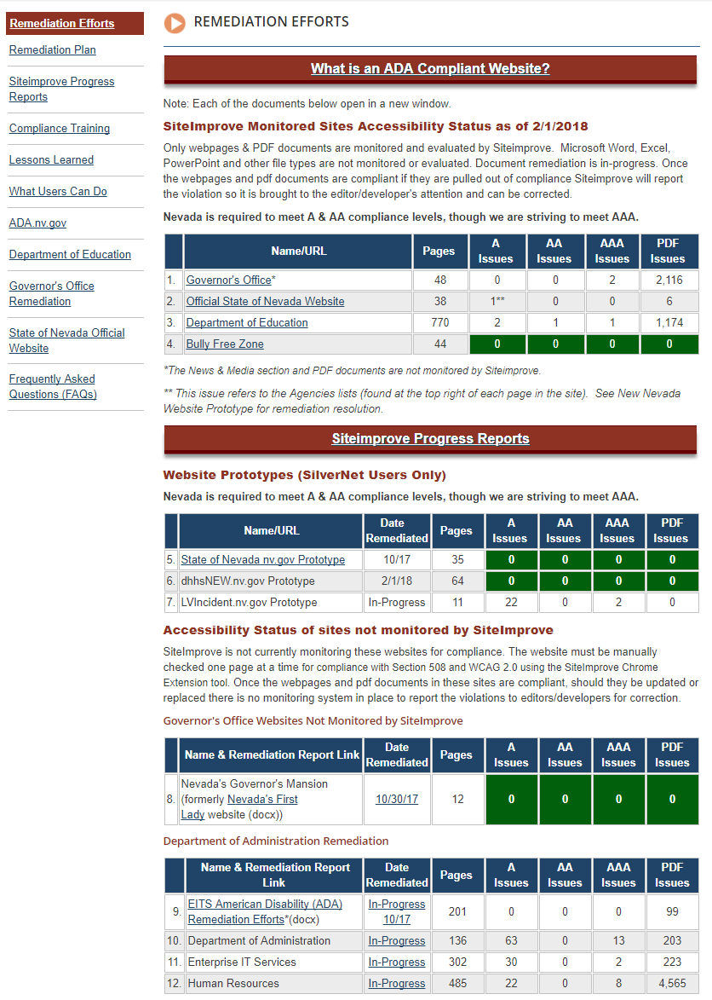 Remediation Efforts
Remediation Plan
Siteimprove Progress
Reports
Compliance Training
Lessons Learned
What Users Can Do
ADA.nv.gov
Department of Education
Governor's Office
Remediation
State of Nevada Official
Website
Frequently Asked
Questions (FAQs)
REMEDIATION EFFORTS
What is an ADA Compliant Website?
Note: Each of the documents below open in a new window.
SiteImprove Monitored Sites Accessibility Status as of 2/1/2018
Only webpages & PDF documents are monitored and evaluated by Siteimprove.  Microsoft Word, Excel,
PowerPoint and other file types are not monitored or evaluated. Document remediation is in-progress. Once
the webpages and pdf documents are compliant if they are pulled out of compliance Siteimprove will report
the violation so it is brought to the editor/developer's attention and can be corrected.
Nevada is required to meet A & AA compliance levels, though we are striving to meet AAA.
Name/URL Pages A Issues AA Issues AAA Issues PDF Issues
1. Governor's Office* 48 0 0 2 2,116
2. Official State of Nevada Website 38 1** 0 0 6
3. Department of Education 770 2 1 1 1,174
4. Bully Free Zone 44 0 0 0 0
*The News & Media section and PDF documents are not monitored by Siteimprove.
** This issue refers to the Agencies lists (found at the top right of each page in the site).  See New Nevada
Website Prototype for remediation resolution.
Siteimprove Progress Reports
Website Prototypes (SilverNet Users Only)
Nevada is required to meet A & AA compliance levels, though we are striving to meet AAA.
Name/URL Date Remediated Pages A Issues AA Issues AAA Issues PDF Issues
5. State of Nevada nv.gov Prototype 10/17 35 0 0 0 0
6. dhhsNEW.nv.gov Prototype 2/1/18 64 0 0 0 0
7. LVIncident.nv.gov Prototype In-Progress 11 22 0 2 0
Accessibility Status of sites not monitored by SiteImprove
SiteImprove is not currently monitoring these websites for compliance. The website must be manually
checked one page at a time for compliance with Section 508 and WCAG 2.0 using the SiteImprove Chrome
Extension tool. Once the webpages and pdf documents in these sites are compliant, should they be updated or
replaced there is no monitoring system in place to report the violations to editors/developers for correction.
Governor's Office Websites Not Monitored by SiteImprove
Name & Remediation Report Link Date Remediated Pages A Issues AA Issues AAA Issues PDF Issues
8. Nevada's Governor's Mansion
(formerly Nevada's First
Lady website (docx)) 10/30/17 12 0 0 0 0
Department of Administration Remediation
Name & Remediation Report Link Date Remediated Pages A Issues AA Issues AAA Issues PDF Issues
9. EITS American Disability (ADA)
Remediation Efforts*(docx) In-Progress 10/17 201 0 0 0 99
10. Department of Administration In-Progress 136 63 0 13 203
11. Enterprise IT Services In-Progress 302 30 0 2 223
12. Human Resources In-Progress 485 22 0 8 4,565